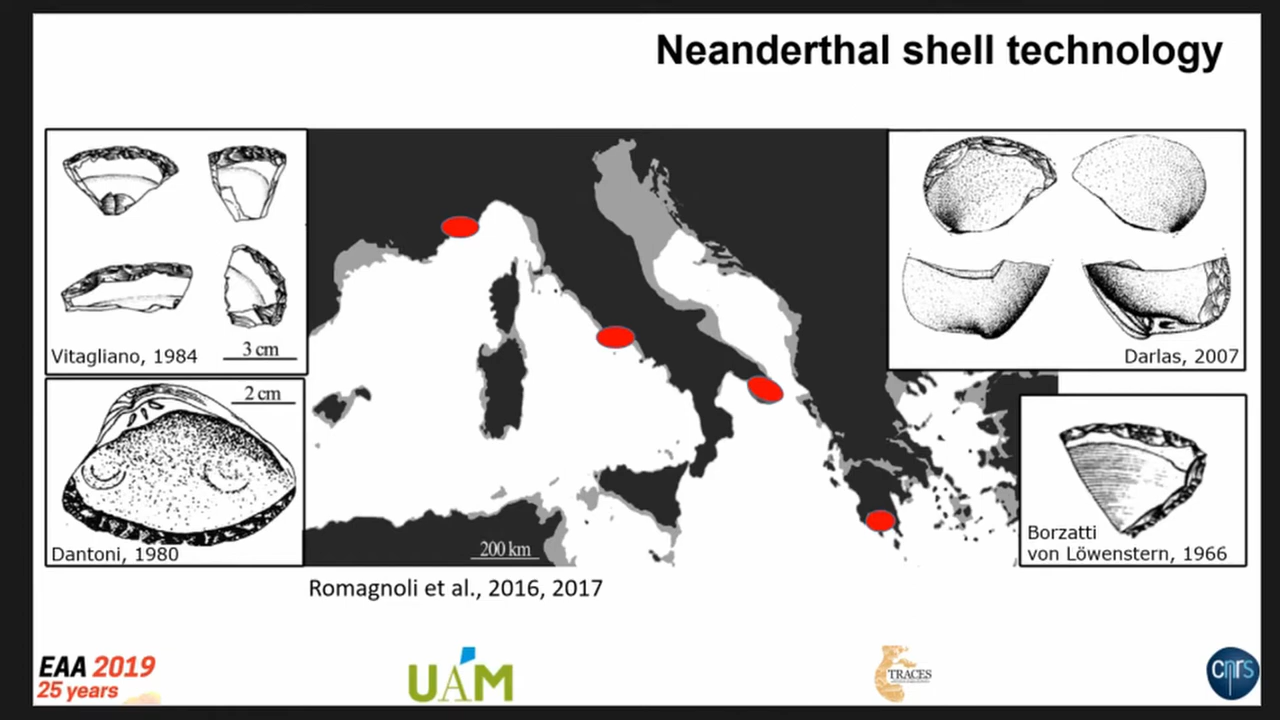 Neanderthal shell technology
Vitagliano, 1984
3 cm
2 cm
Dantoni, 1980
200 km
Darlas, 2007
Borzatti
von Löwenstern, 1966
Romagnoli et al., 2016, 2017
EAA 2019
25 years
UAM
TRACES
cnrs